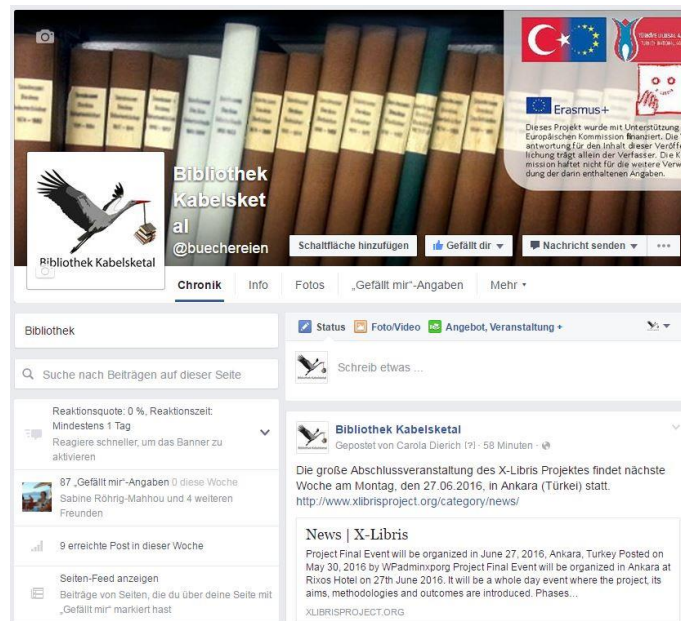 Erasmus+
Dieses Projekt wurde mit Unterstützung
Europäischen Kommission finanziert. Die
antwortung für den Inhalt dieser Veröffe
lichung trägt allein der Verfasser. Die K
mission haftet nicht für die weitere Verw
dung der darin enthaltenen Angaben.
Bibliothek
Kabelsket
al
@buechereien
Bibliothek Kabelsketal
Schaltfläche hinzufügen
Gefällt dir
Nachricht senden
Chronik Info Fotos „Gefällt mir“-Angaben Mehr
Bibliothek
Suche nach Beiträgen auf dieser Seite
Reaktionsquote: 0 %, Reaktionszeit:
Mindestens 1 Tag
Reagiere schneller, um das Banner zu
aktivieren
87 „Gefällt mir“-Angaben 0 diese Woche
Sabine Röhrig-Mahhou und 4 weiteren
Freunden
9 erreichte Post in dieser Woche
Seiten-Feed anzeigen
Beiträge von Seiten, die du über deine Seite mit
„Gefällt mir“ markiert hast
Status Foto/Video Angebot, Veranstaltung +
Schreib etwas ...
Bibliothek Kabelsketal
Gepostet von Carola Dierich [?] · 58 Minuten ·
Die große Abschlussveranstaltung des X-Libris Projektes findet nächste
Woche am Montag, den 27.06.2016, in Ankara (Türkei) statt.
http://www.xlibrisproject.org/category/news/
News | X-Libris
Project Final Event will be organized in June 27, 2016, Ankara, Turkey Posted on
May 30, 2016 by WPadminxporg Project Final Event will be organized in Ankara at
Rixos Hotel on 27th June 2016. It will be a whole day event where the project, its
aims, methodologies and outcomes are introduced. Phases...
XLIBRISPROJECT.ORG